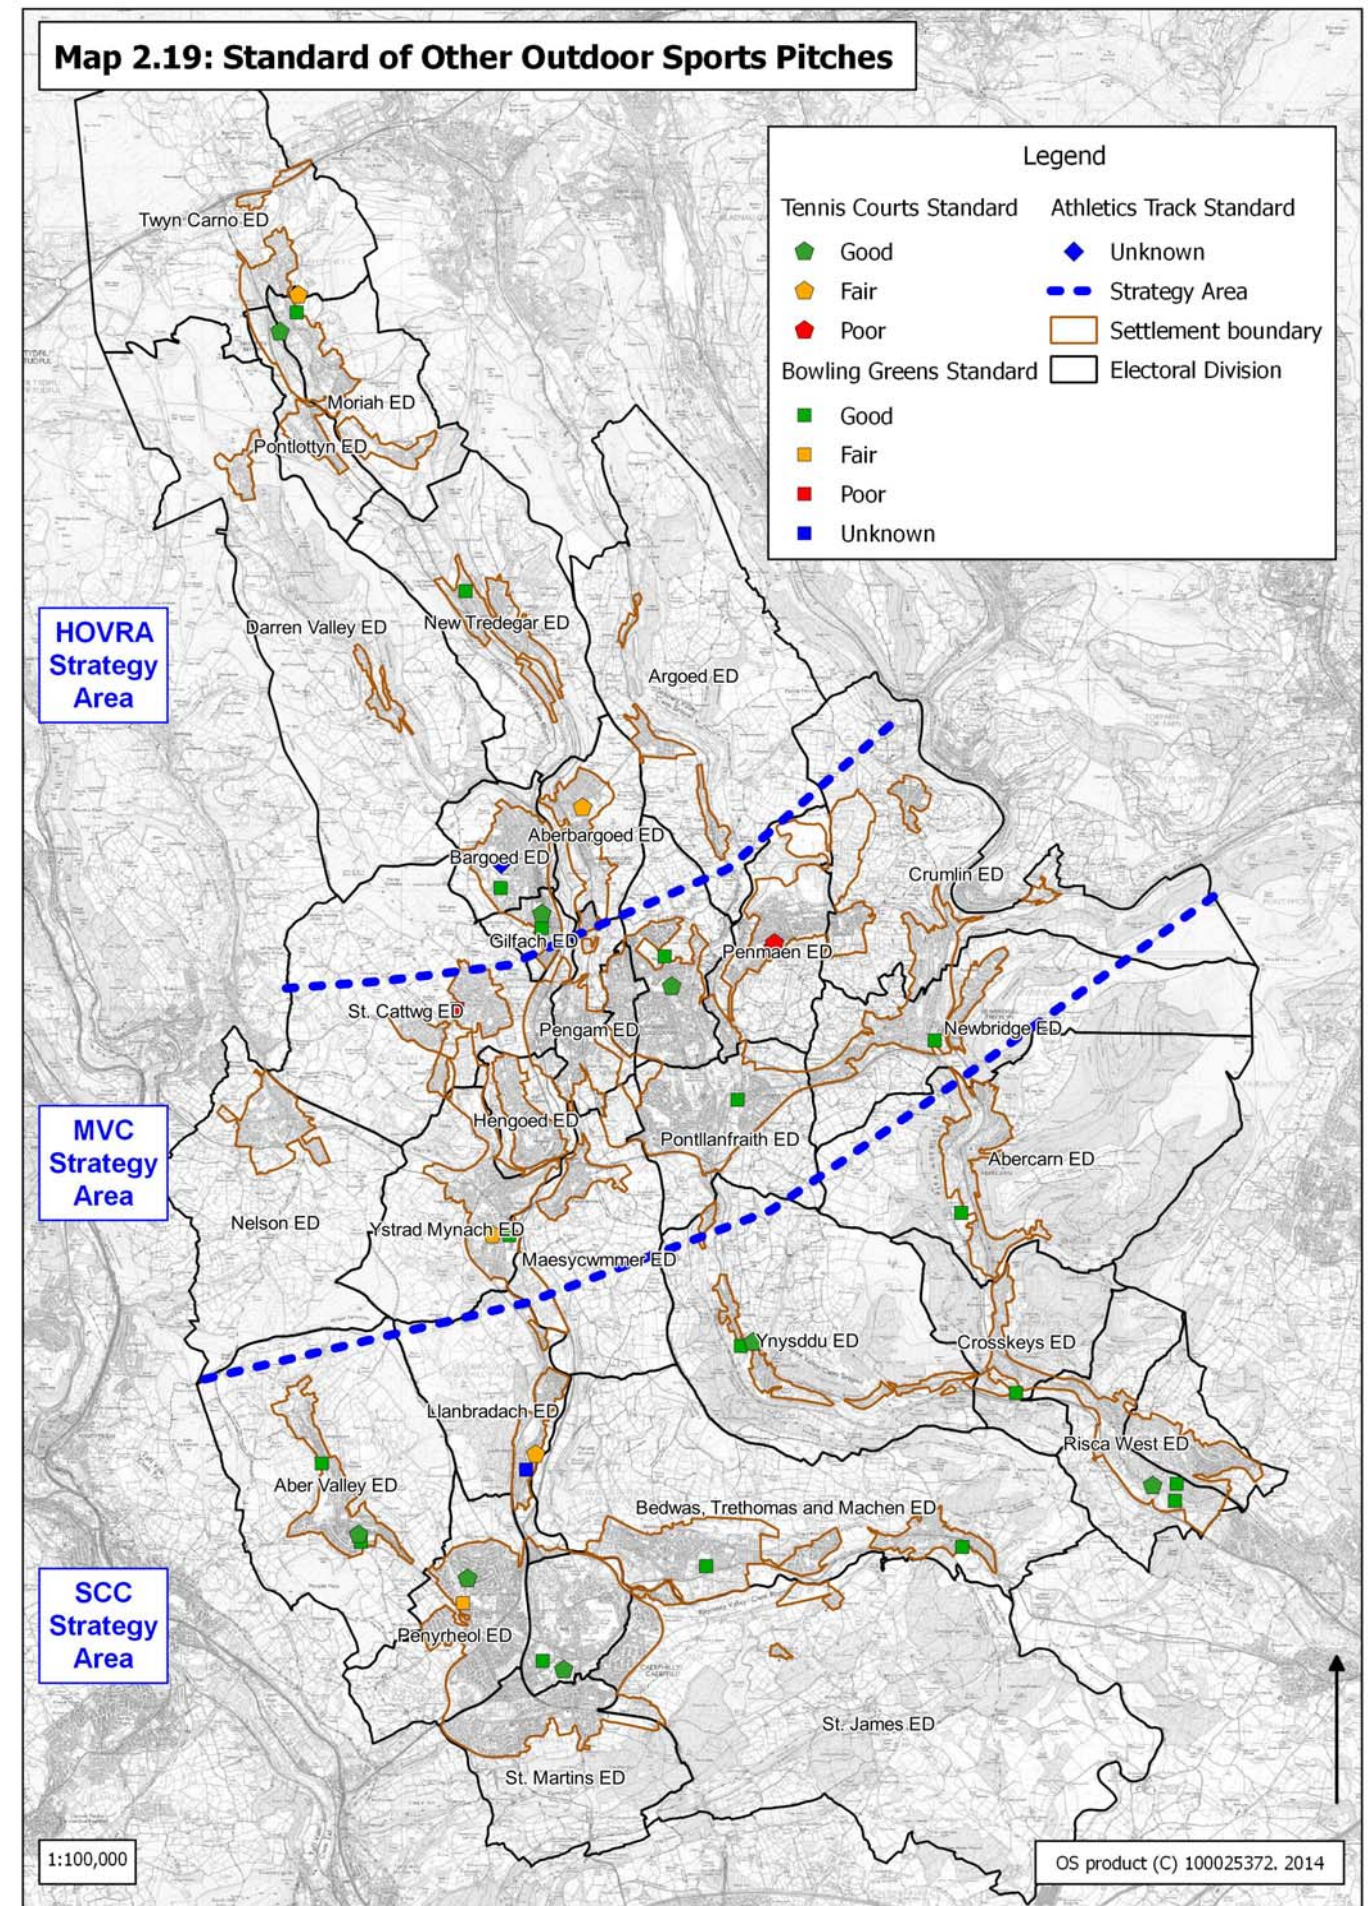 Map 2.19: Standard of Other Outdoor Sports Pitches
Legend
Tennis Courts Standard
Good
Fair
Poor
Bowling Greens Standard
Good
Fair
Poor
Unknown
Athletics Track Standard
Unknown
Strategy Area
Settlement boundary
Electoral Division
Twyn Carno ED
Moriah ED
Pontlottyn ED
HOVRA
Strategy
Area
Darren Valley ED
New Tredegar ED
Argoed ED
Aberbargoed ED
Bargoed ED
Crumlin ED
Gilfach ED
Penmaen ED
St. Cattwg ED
Pengam ED
Newbridge ED
MVC
Strategy
Area
Hengoed ED
Pontllanfraith ED
Abercarn ED
Nelson ED
Ystrad Mynach ED
Maesycwmmer ED
Ynysddu ED
Crosskeys ED
Llanbradach ED
Risca West ED
Aber Valley ED
Bedwas, Trethomas and Machen ED
SCC
Strategy
Area
Penyrheol ED
St. James ED
St. Martins ED
1:100,000
OS product (C) 100025372. 2014